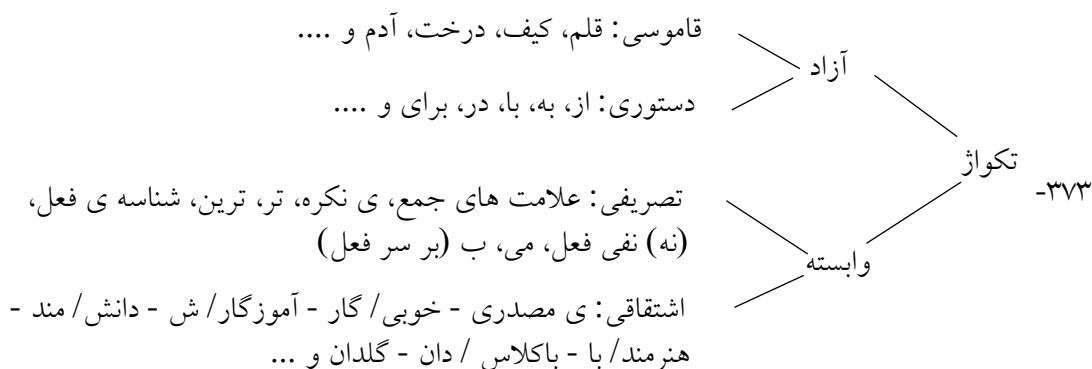 قاموسی: قلم، کیف، درخت، آدم و ....
آزاد
دستوری: از، به، با، در، برای و ....
تکواژ
۳۷۳-
تصریفی: علامت های جمع، ی نکره، تر، ترین، شناسه ی فعل،
(نه) نفی فعل، می، ب (بر سر فعل)
وابسته
اشتقاقی: ی مصدری - خوبی/ گار - آموزگار/ ش - دانش/ مند -
هنرمند/ با - باکلاس / دان - گلدان و ...